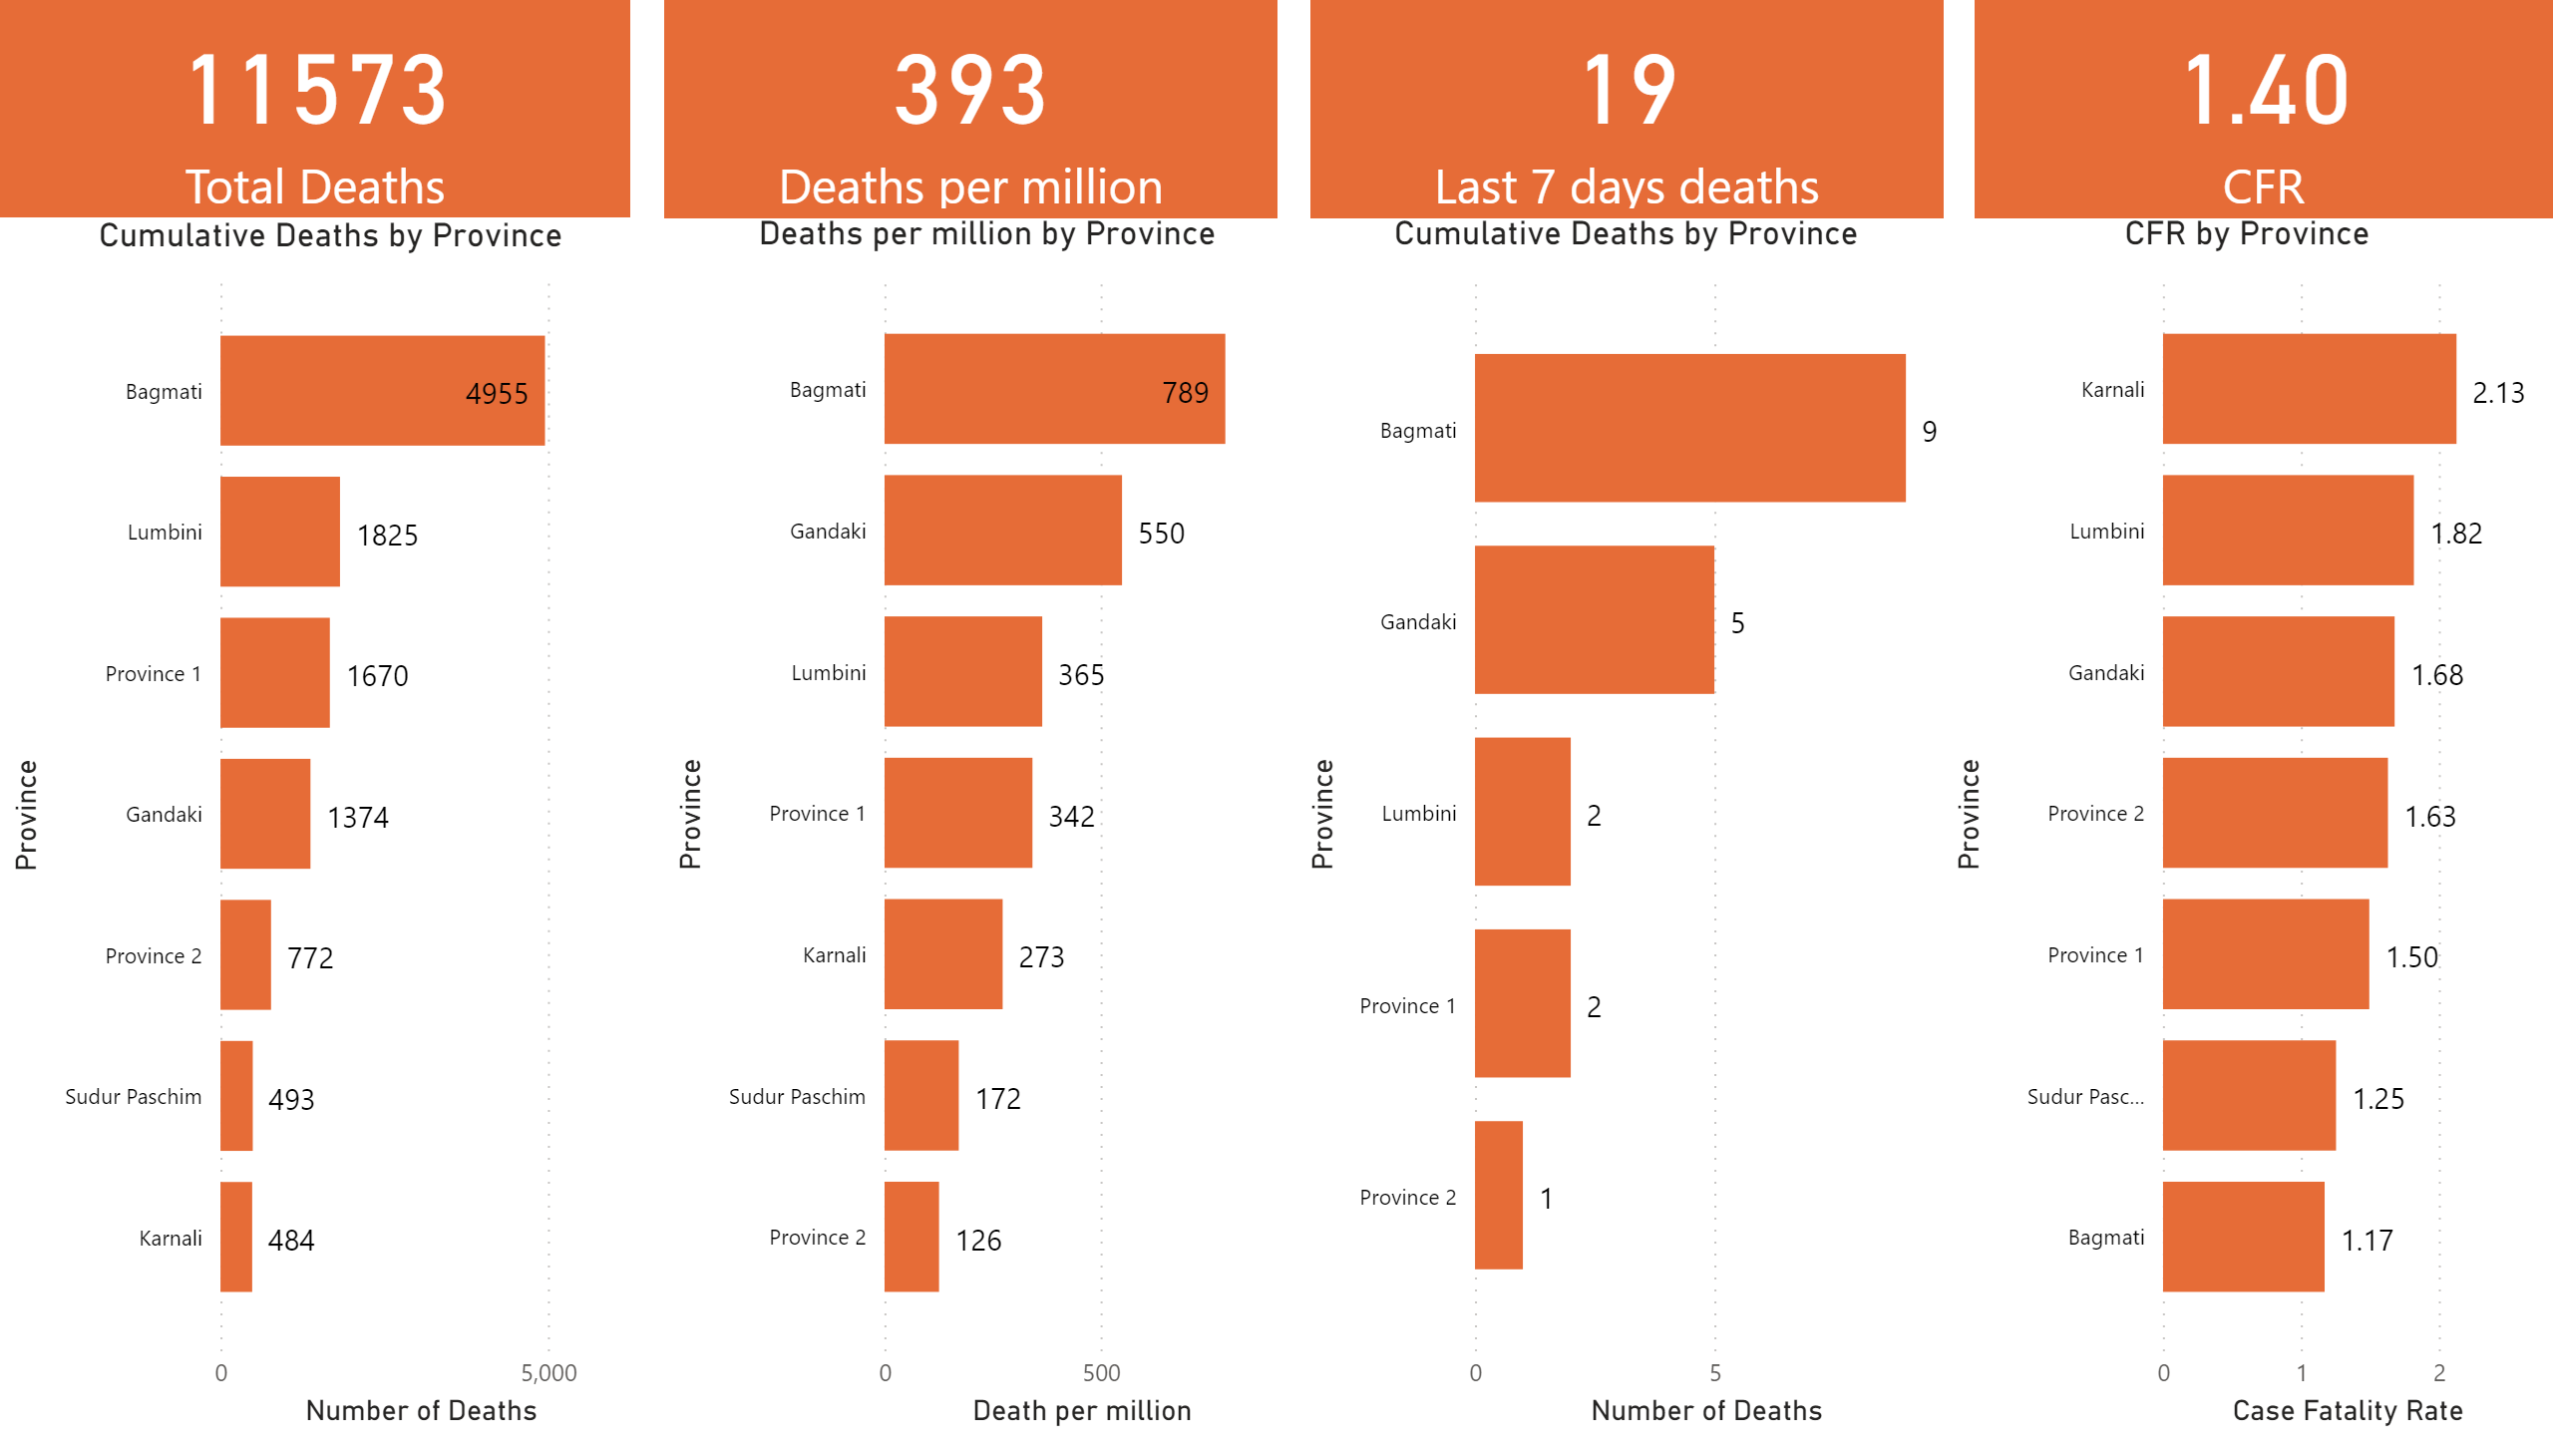 11573
Total Deaths
Cumulative Deaths by Province
Province
Bagmati 4955
Lumbini 1825
Province 1 1670
Gandaki 1374
Province 2 772
Sudur Paschim 493
Karnali 484
0 5,000
Number of Deaths
393
Deaths per million
Deaths per million by Province
Province
Bagmati 789
Gandaki 550
Lumbini 365
Province 1 342
Karnali 273
Sudur Paschim 172
Province 2 126
0 500
Death per million
19
Last 7 days deaths
Cumulative Deaths by Province
Province
Bagmati 9
Gandaki 5
Lumbini 2
Province 1 2
Province 2 1
0 5
Number of Deaths
1.40
CFR
CFR by Province
Province
Karnali 2.13
Lumbini 1.82
Gandaki 1.68
Province 2 1.63
Province 1 1.50
Sudur Pasc... 1.25
Bagmati 1.17
0 1 2
Case Fatality Rate